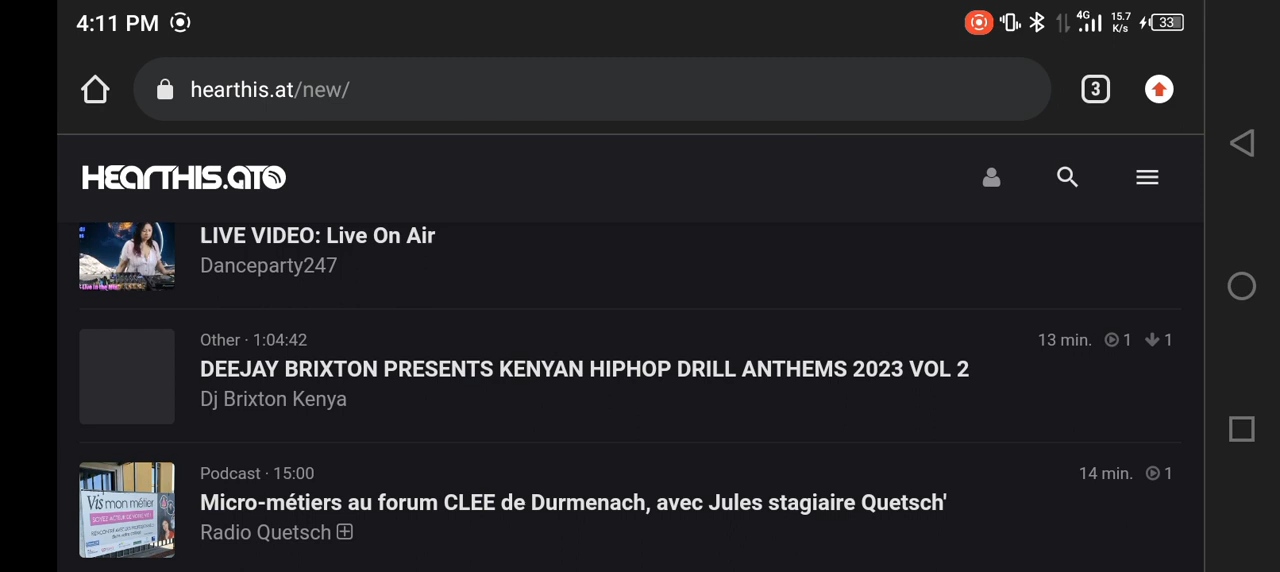 4:11 PM
4G 15.7 K/s 33
hearthis.at/new/
3
HEARTHIS.AT
LIVE VIDEO: Live On Air
Danceparty247
Other · 1:04:42
13 min. 1 1
DEEJAY BRIXTON PRESENTS KENYAN HIPHOP DRILL ANTHEMS 2023 VOL 2
Dj Brixton Kenya
Podcast · 15:00
14 min. 1
Micro-métiers au forum CLEE de Durmenach, avec Jules stagiaire Quetsch'
Radio Quetsch
Vis mon métier